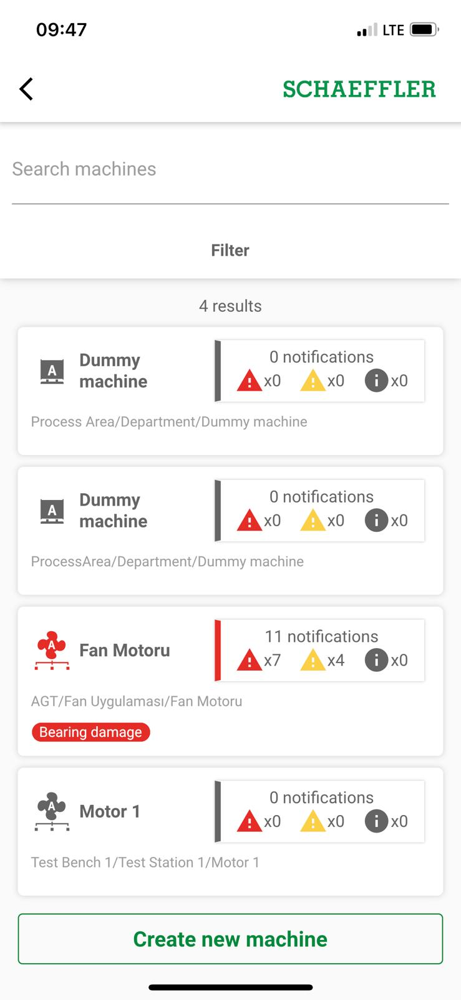 09:47
LTE
SCHAEFFLER
Search machines
Filter
4 results
A
Dummy
machine
0 notifications
x0 x0 i x0
Process Area/Department/Dummy machine
A
Dummy
machine
0 notifications
x0 x0 i x0
ProcessArea/Department/Dummy machine
A
Fan Motoru
11 notifications
x7 x4 i x0
AGT/Fan Uygulaması/Fan Motoru
Bearing damage
A
Motor 1
0 notifications
x0 x0 i x0
Test Bench 1/Test Station 1/Motor 1
Create new machine